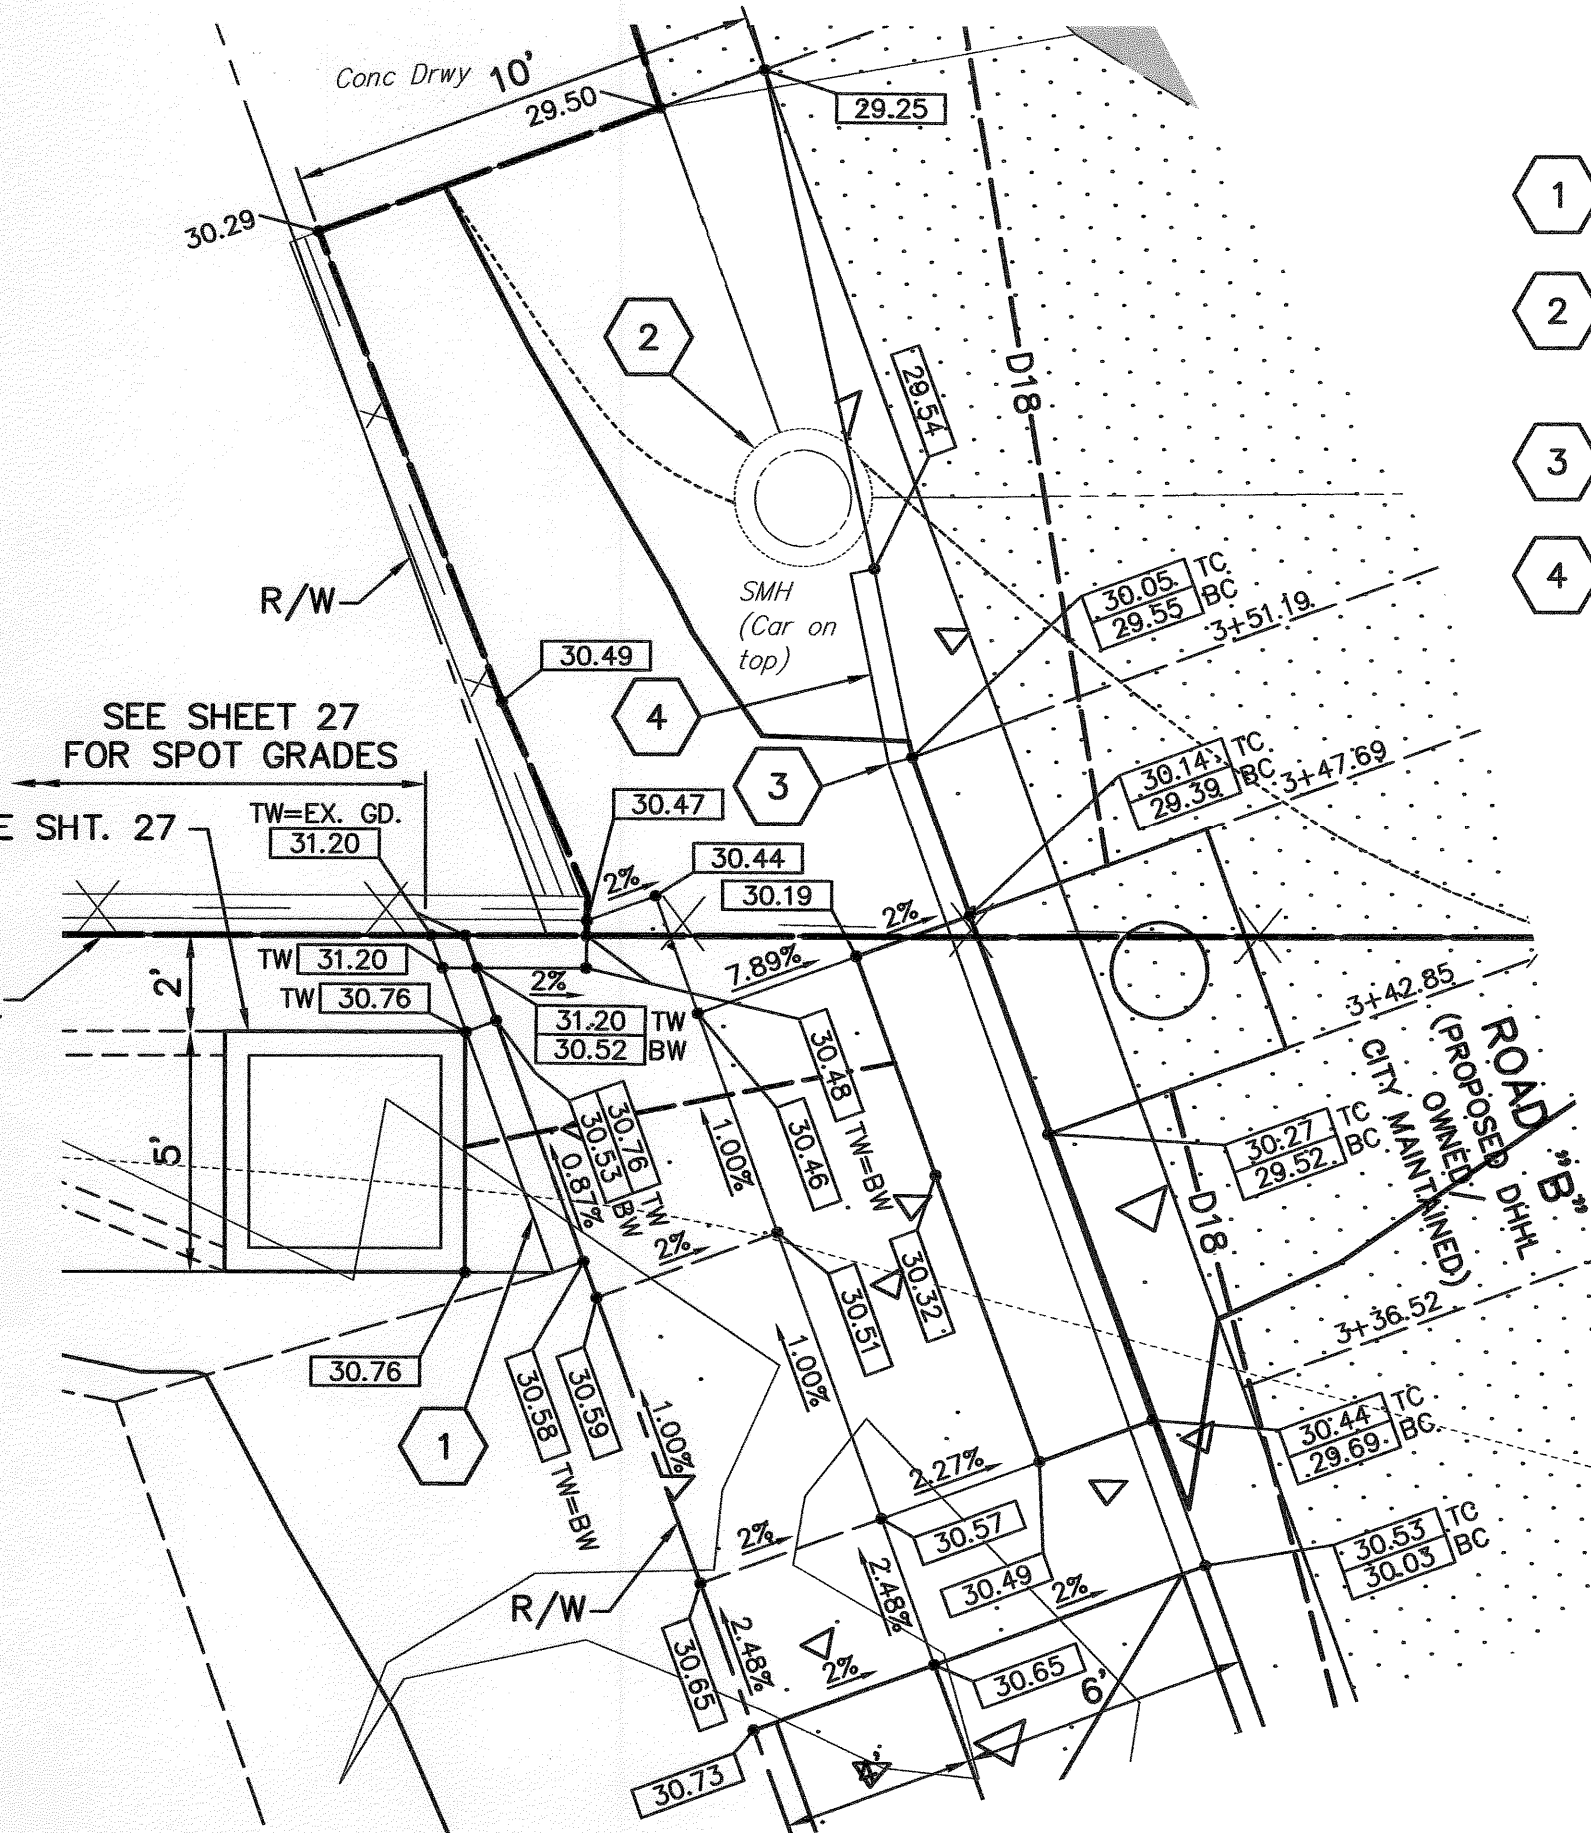 Conc Drwy
10'
29.50
29.25
30.29
1
2
2
D18
29.54
3
4
R/W
SMH
(Car on
top)
30.05 TC
29.55 BC
3+51.19
30.49
4
SEE SHEET 27
FOR SPOT GRADES
3
30.14 TC
29.39 BC
3+47.69
30.47
TW=EX. GD.
31.20
SHT. 27
30.44
2%
30.19
2%
TW 31.20
7.89%
2'
TW 30.76
2%
31.20 TW
30.52 BW
3+42.85
ROAD "B"
(PROPOSED DHHL
OWNED/
CITY MAINTAINED)
30.48 TW=BW
30.76 TW
30.53 BW
1.00%
30.46
0.87%
5'
30.27 TC
29.52 BC
D18
2%
30.51
30.32
3+36.52
30.76
1.00%
30.58 TW=BW
30.59
1.00%
1
30.44 TC
29.69 BC
2.27%
2%
30.57
30.49
2.48%
30.53 TC
30.03 BC
2%
R/W
30.65
2.48%
2%
30.65
6'
30.73
4'